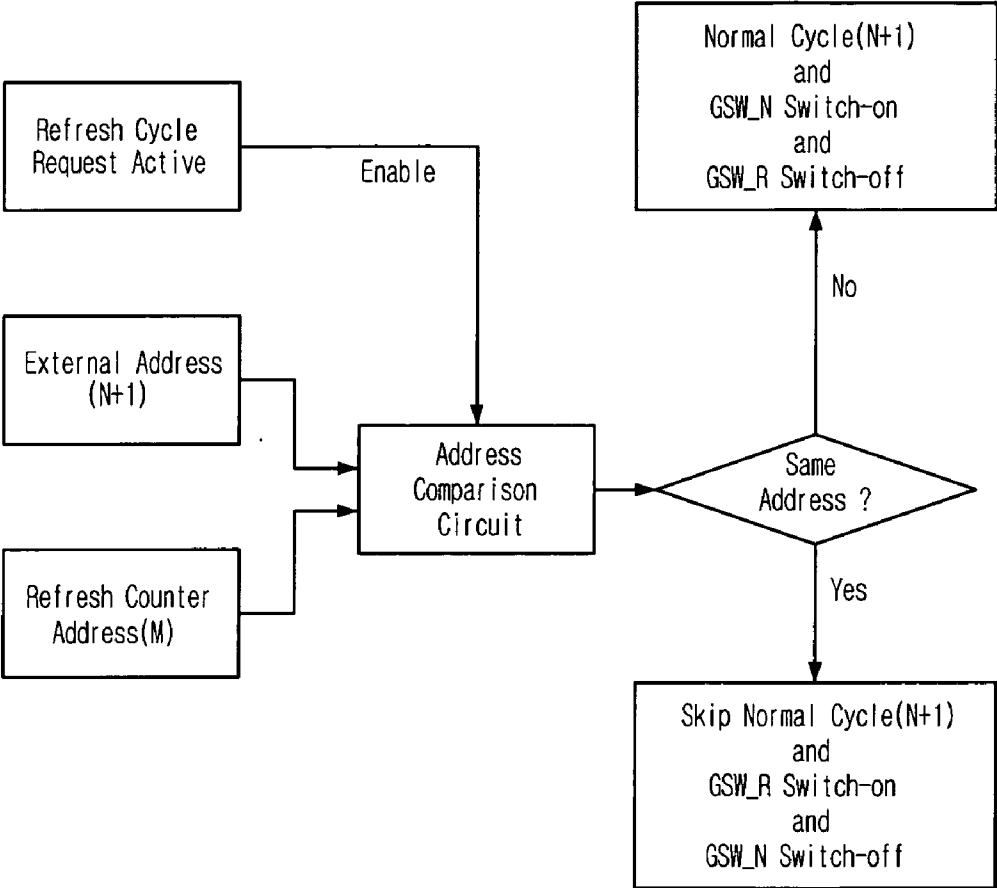 Refresh Cycle
Request Active
Enable
External Address
(N+1)
Refresh Counter
Address(M)
Address
Comparison
Circuit
Same
Address ?
No
Yes
Normal Cycle(N+1)
and
GSW_N Switch-on
and
GSW_R Switch-off
Skip Normal Cycle(N+1)
and
GSW_R Switch-on
and
GSW_N Switch-off